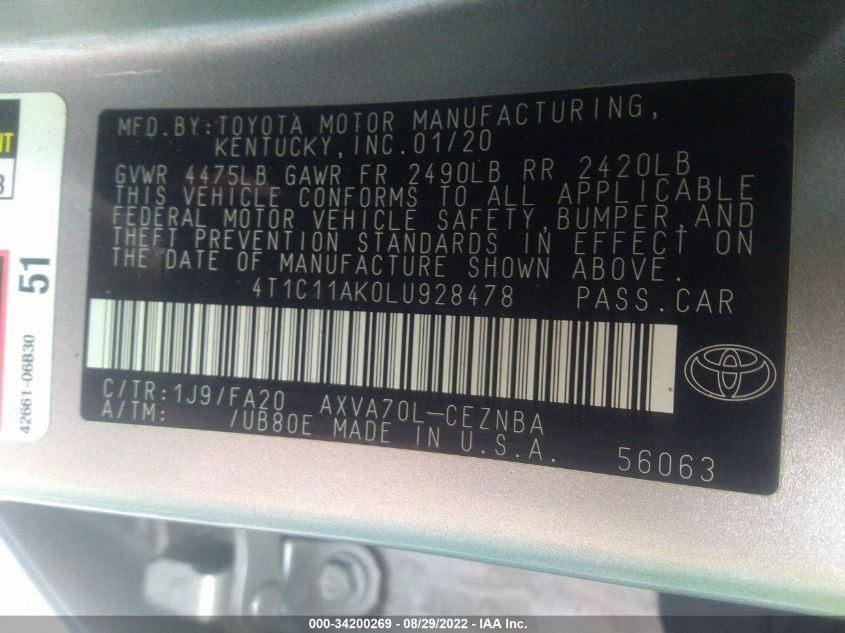 MFD.BY:TOYOTA MOTOR MANUFACTURING,
KENTUCKY,INC.01/20
GVWR 4475LB GAWR FR 2490LB RR 2420LB
THIS VEHICLE CONFORMS TO ALL APPLICABLE
FEDERAL MOTOR VEHICLE SAFETY,BUMPER,AND
THEFT PREVENTION STANDARDS IN EFFECT ON
THE DATE OF MANUFACTURE SHOWN ABOVE.
4T1C11AK0LU928478 PASS.CAR
C/TR:1J9/FA20 AXVA70L-CEZNBA
A/TM: /UB80E MADE IN U.S.A.
56063
51
42661-06B30
000-34200269 - 08/29/2022 - IAA Inc.